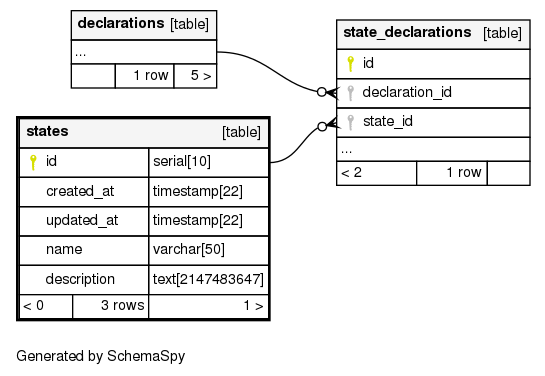 declarations [table]
...
1 row 5 >
state_declarations [table]
id
declaration_id
state_id
...
< 2 1 row
states [table]
id serial[10]
created_at timestamp[22]
updated_at timestamp[22]
name varchar[50]
description text[2147483647]
< 0 3 rows 1 >
Generated by SchemaSpy